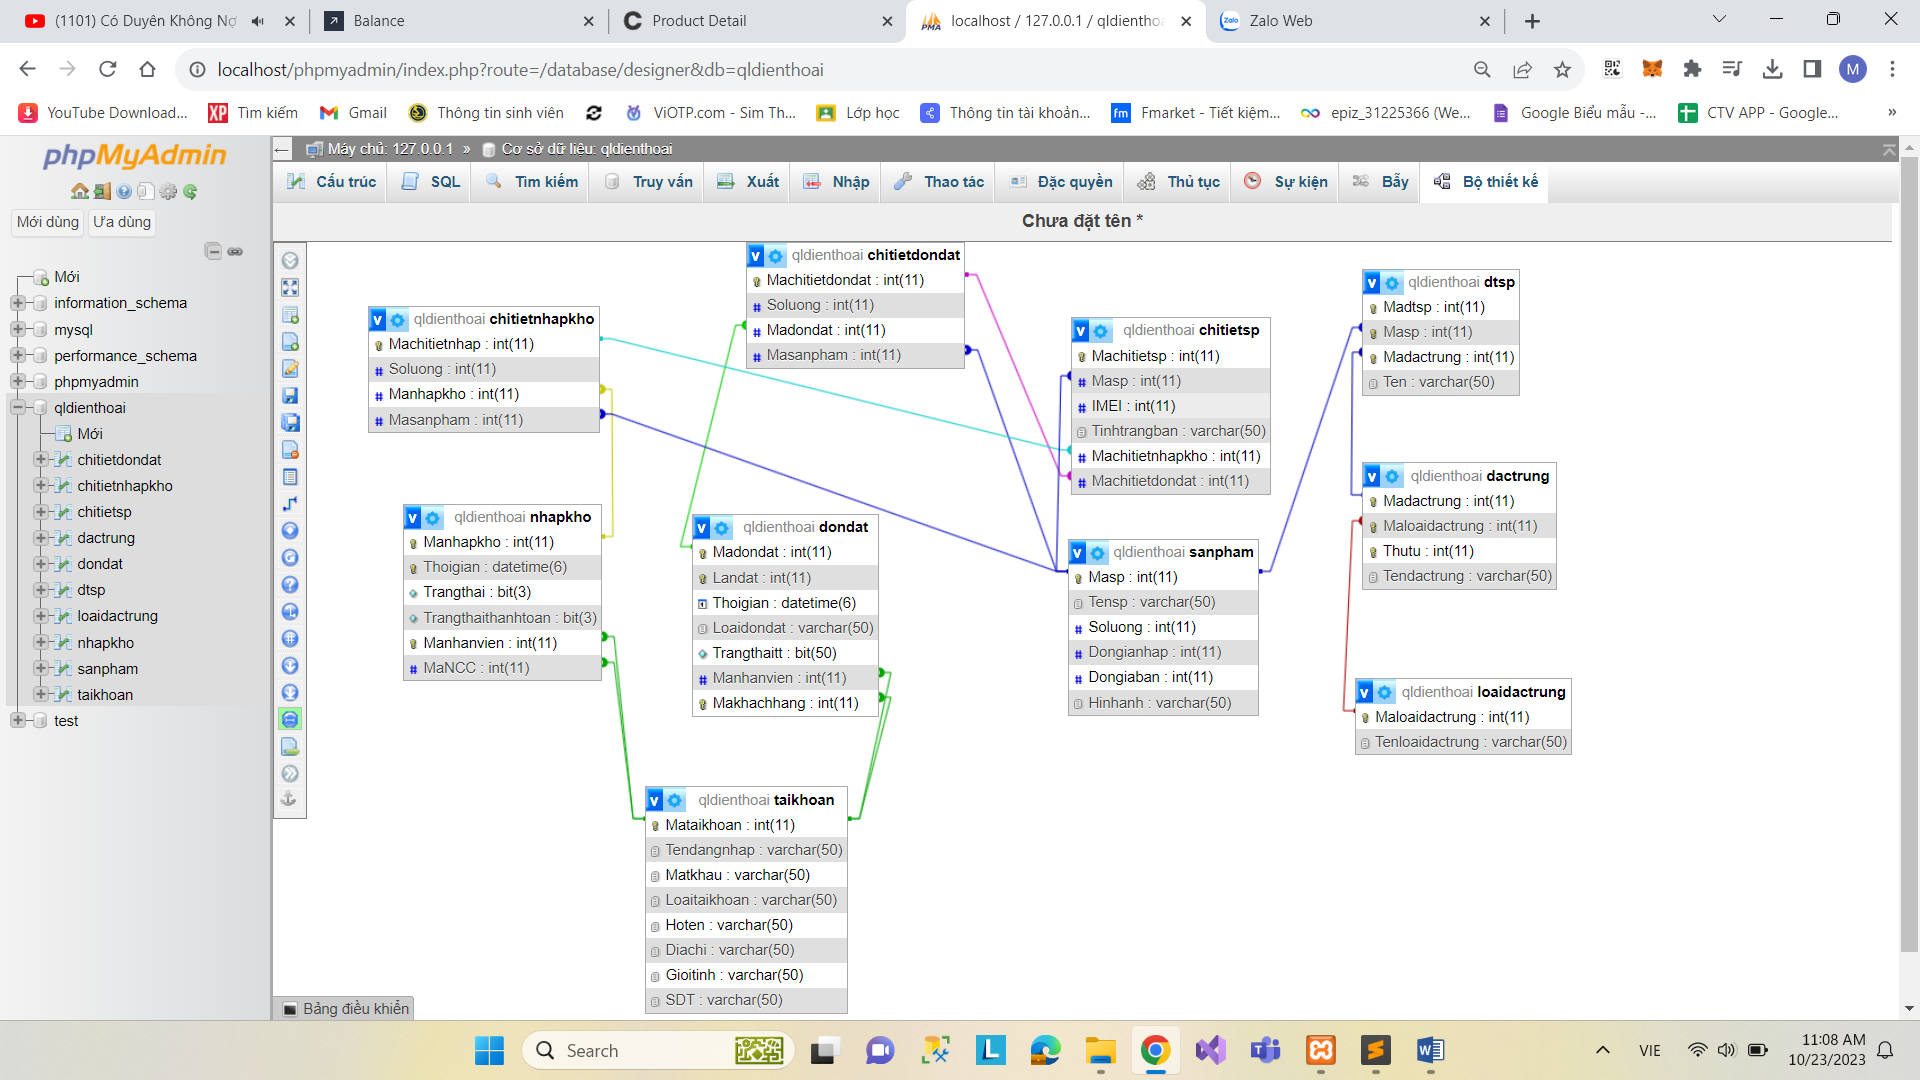 (1101) Có Duyên Không Nợ
Balance
Product Detail
localhost / 127.0.0.1 / qldienthoa
Zalo Web
localhost/phpmyadmin/index.php?route=/database/designer&db=qldienthoai
M
YouTube Download...
Tìm kiếm
Gmail
Thông tin sinh viên
ViOTP.com - Sim Th...
Lớp học
Thông tin tài khoản...
Fmarket - Tiết kiệm...
epiz_31225366 (We...
Google Biểu mẫu -...
CTV APP - Google...
»
phpMyAdmin
Mới dùng
Ưa dùng
Mới
information_schema
mysql
performance_schema
phpmyadmin
qldienthoai
Mới
chitietdondat
chitietnhapkho
chitietsp
dactrung
dondat
dtsp
loaidactrung
nhapkho
sanpham
taikhoan
test
Máy chủ: 127.0.0.1 » Cơ sở dữ liệu: qldienthoai
Cấu trúc
SQL
Tìm kiếm
Truy vấn
Xuất
Nhập
Thao tác
Đặc quyền
Thủ tục
Sự kiện
Bẫy
Bộ thiết kế
Chưa đặt tên *
qldienthoai chitietdondat
Machitietdondat : int(11)
Soluong : int(11)
Madondat : int(11)
Masanpham : int(11)
qldienthoai chitietnhapkho
Machitietnhap : int(11)
Soluong : int(11)
Manhapkho : int(11)
Masanpham : int(11)
qldienthoai chitietsp
Machitietsp : int(11)
Masp : int(11)
IMEI : int(11)
Tinhtrangban : varchar(50)
Machitietnhapkho : int(11)
Machitietdondat : int(11)
qldienthoai dtsp
Madtsp : int(11)
Masp : int(11)
Madactrung : int(11)
Ten : varchar(50)
qldienthoai dactrung
Madactrung : int(11)
Maloaidactrung : int(11)
Thutu : int(11)
Tendactrung : varchar(50)
qldienthoai nhapkho
Manhapkho : int(11)
Thoigian : datetime(6)
Trangthai : bit(3)
Trangthaithanhtoan : bit(3)
Manhanvien : int(11)
MaNCC : int(11)
qldienthoai dondat
Madondat : int(11)
Landat : int(11)
Thoigian : datetime(6)
Loaidondat : varchar(50)
Trangthaitt : bit(50)
Manhanvien : int(11)
Makhachhang : int(11)
qldienthoai sanpham
Masp : int(11)
Tensp : varchar(50)
Soluong : int(11)
Dongianhap : int(11)
Dongiaban : int(11)
Hinhanh : varchar(50)
qldienthoai loaidactrung
Maloaidactrung : int(11)
Tenloaidactrung : varchar(50)
qldienthoai taikhoan
Mataikhoan : int(11)
Tendangnhap : varchar(50)
Matkhau : varchar(50)
Loaitaikhoan : varchar(50)
Hoten : varchar(50)
Diachi : varchar(50)
Gioitinh : varchar(50)
SDT : varchar(50)
Bảng điều khiển
Search
VIE
11:08 AM
10/23/2023